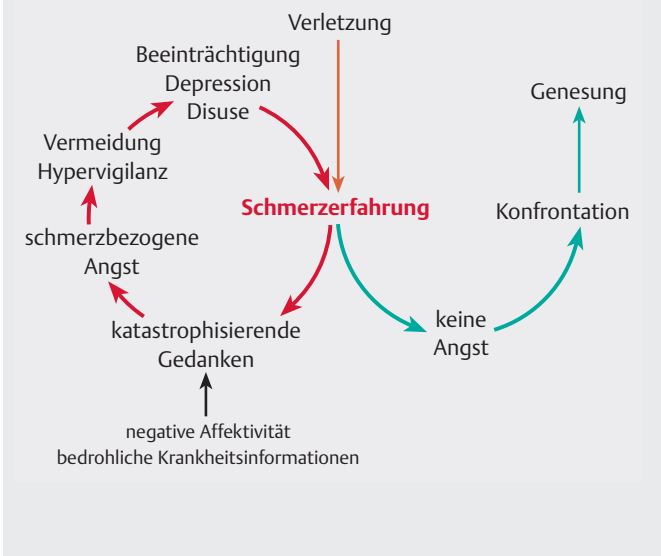 Verletzung
Beeinträchtigung
Depression
Disuse
Genesung
Vermeidung
Hypervigilanz
Schmerzerfahrung
Konfrontation
schmerzbezogene
Angst
katastrophisierende
Gedanken
keine
Angst
negative Affektivität
bedrohliche Krankheitsinformationen